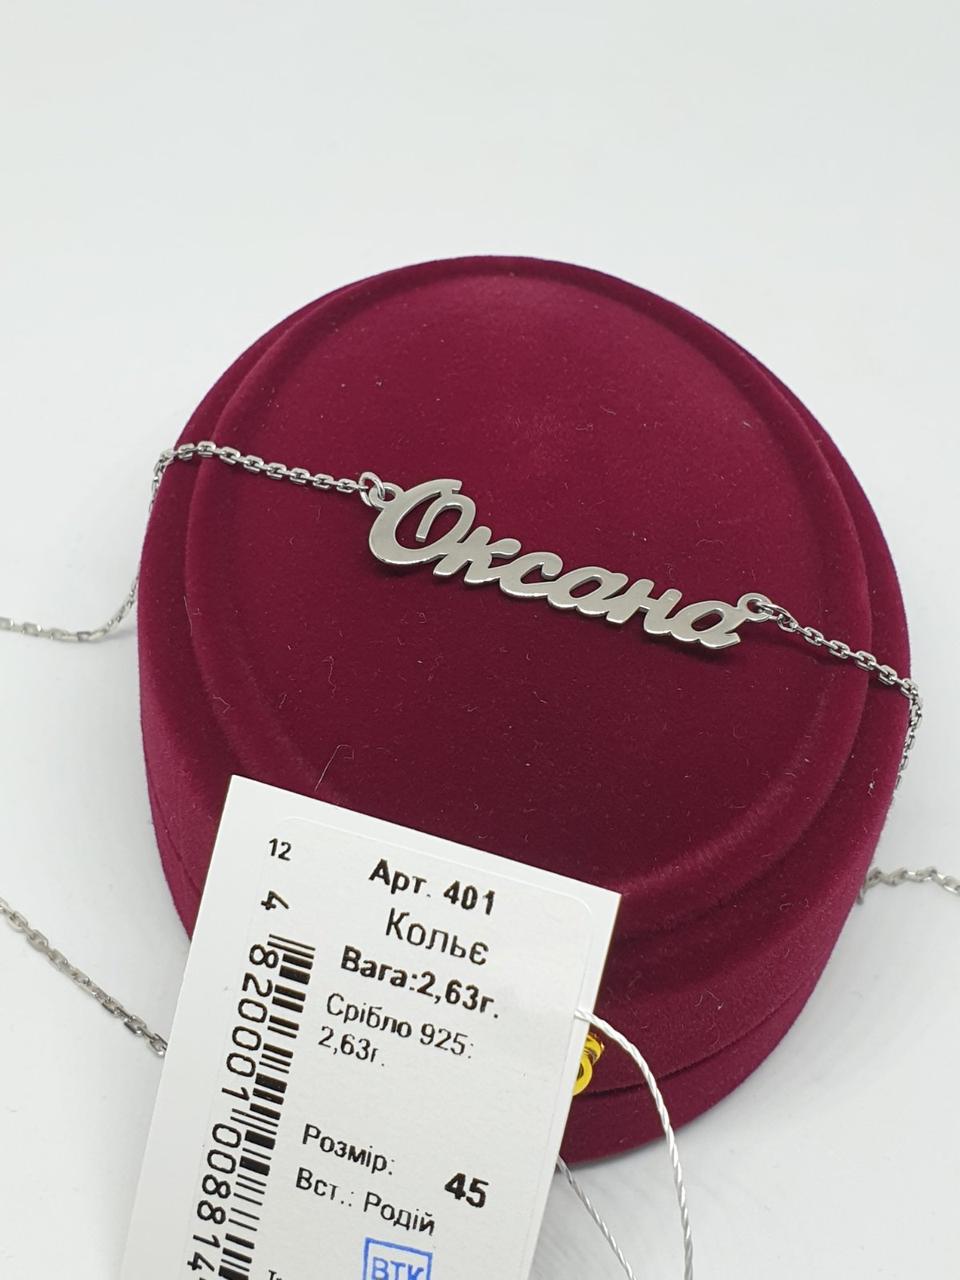 Оксана
12
Арт. 401
Кольє
Вага:2,63г.
Срібло 925:
2,63г.
Розмір: 45
Вст.: Родій
ВТК
4 820001 008814